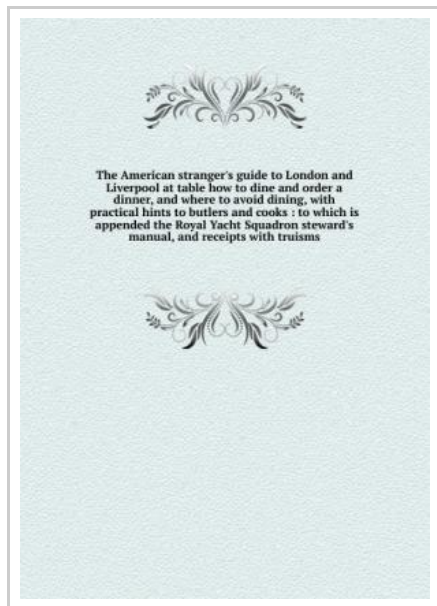 The American stranger's guide to London and
Liverpool at table how to dine and order a
dinner, and where to avoid dining, with
practical hints to butlers and cooks : to which is
appended the Royal Yacht Squadron steward's
manual, and receipts with truisms